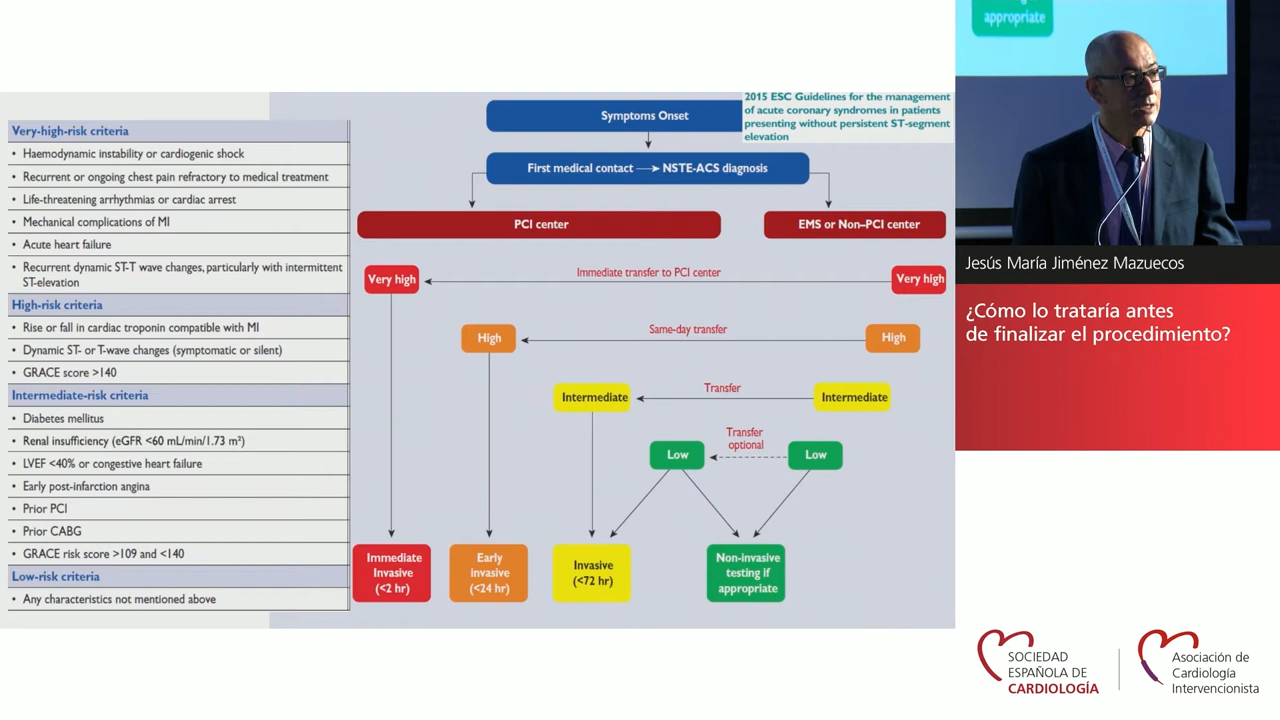 Very-high-risk criteria
• Haemodynamic instability or cardiogenic shock
• Recurrent or ongoing chest pain refractory to medical treatment
• Life-threatening arrhythmias or cardiac arrest
• Mechanical complications of MI
• Acute heart failure
• Recurrent dynamic ST-T wave changes, particularly with intermittent
ST-elevation
High-risk criteria
• Rise or fall in cardiac troponin compatible with MI
• Dynamic ST- or T-wave changes (symptomatic or silent)
• GRACE score >140
Intermediate-risk criteria
• Diabetes mellitus
• Renal insufficiency (eGFR <60 mL/min/1.73 m²)
• LVEF <40% or congestive heart failure
• Early post-infarction angina
• Prior PCI
• Prior CABG
• GRACE risk score >109 and <140
Low-risk criteria
• Any characteristics not mentioned above
Symptoms Onset
2015 ESC Guidelines for the management
of acute coronary syndromes in patients
presenting without persistent ST-segment
elevation
First medical contact → NSTE-ACS diagnosis
PCI center
EMS or Non–PCI center
Very high
Immediate transfer to PCI center
Very high
High
Same-day transfer
High
Intermediate
Transfer
Intermediate
Low
Transfer
optional
Low
Immediate
Invasive
(<2 hr)
Early
invasive
(<24 hr)
Invasive
(<72 hr)
Non-invasive
testing if
appropriate
appropriate
Jesús María Jiménez Mazuecos
¿Cómo lo trataría antes
de finalizar el procedimiento?
SOCIEDAD
ESPAÑOLA DE
CARDIOLOGÍA
Asociación de
Cardiología
Intervencionista